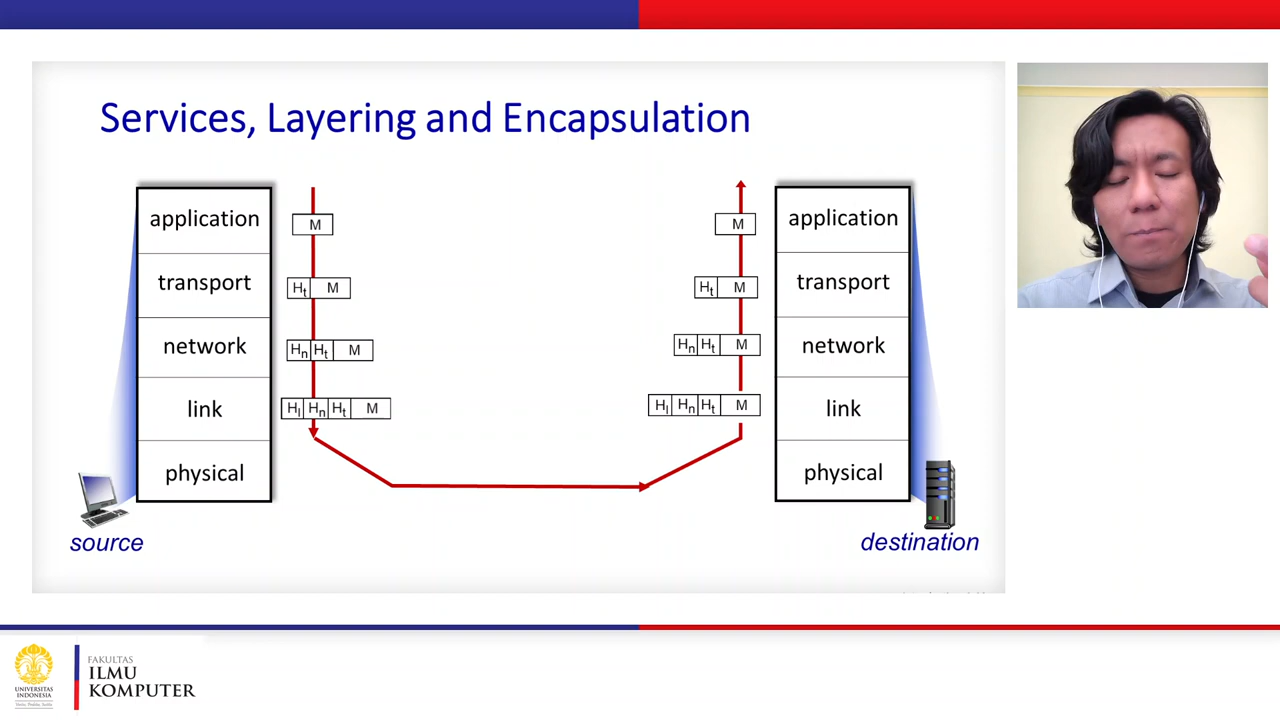 Services, Layering and Encapsulation
application
M
M
application
transport
Ht M
Ht M
transport
network
Hn Ht M
Hn Ht M
network
link
Hl Hn Ht M
Hl Hn Ht M
link
physical
physical
source
destination
UNIVERSITAS
INDONESIA
FAKULTAS
ILMU
KOMPUTER